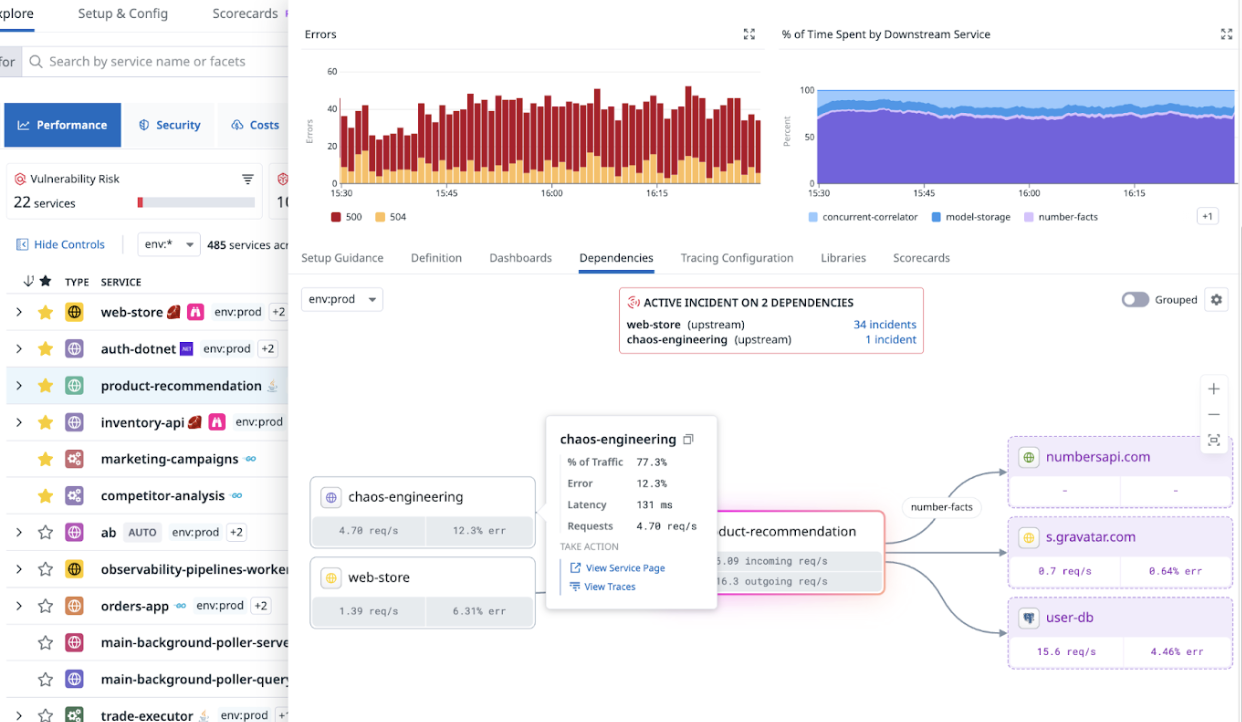 xplore Setup & Config Scorecards
for Search by service name or facets
Performance Security Costs
Vulnerability Risk
22 services
Hide Controls env:* 485 services acr
TYPE SERVICE
web-store env:prod +2
auth-dotnet .NET env:prod +2
product-recommendation
inventory-api env:prod
marketing-campaigns
competitor-analysis
ab AUTO env:prod +2
observability-pipelines-worker
orders-app env:prod +2
main-background-poller-serve
main-background-poller-query
trade-executor env:prod
Errors
60
40
20
0
Errors
15:30 15:45 16:00 16:15
500 504
% of Time Spent by Downstream Service
100
50
0
Percent
15:30 15:45 16:00 16:15
concurrent-correlator model-storage number-facts +1
Setup Guidance Definition Dashboards Dependencies Tracing Configuration Libraries Scorecards
env:prod
ACTIVE INCIDENT ON 2 DEPENDENCIES
web-store (upstream) 34 incidents
chaos-engineering (upstream) 1 incident
Grouped
chaos-engineering
4.70 req/s 12.3% err
web-store
1.39 req/s 6.31% err
chaos-engineering
% of Traffic 77.3%
Error 12.3%
Latency 131 ms
Requests 4.70 req/s
TAKE ACTION
View Service Page
View Traces
duct-recommendation
.09 incoming req/s
16.3 outgoing req/s
number-facts
numbersapi.com
- -
s.gravatar.com
0.7 req/s 0.64% err
user-db
15.6 req/s 4.46% err